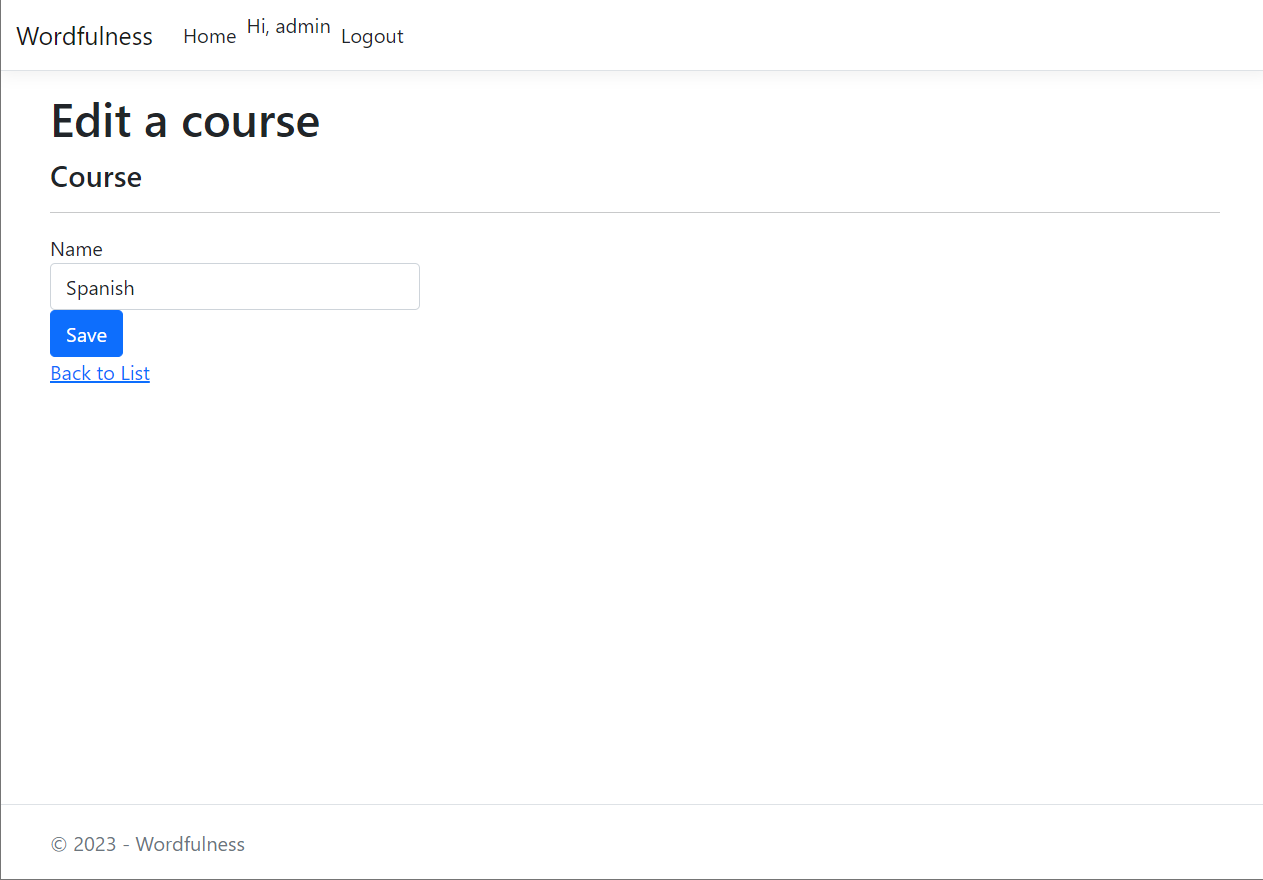 Wordfulness Home Hi, admin Logout
Edit a course
Course
Name
Spanish
Save
Back to List
© 2023 - Wordfulness